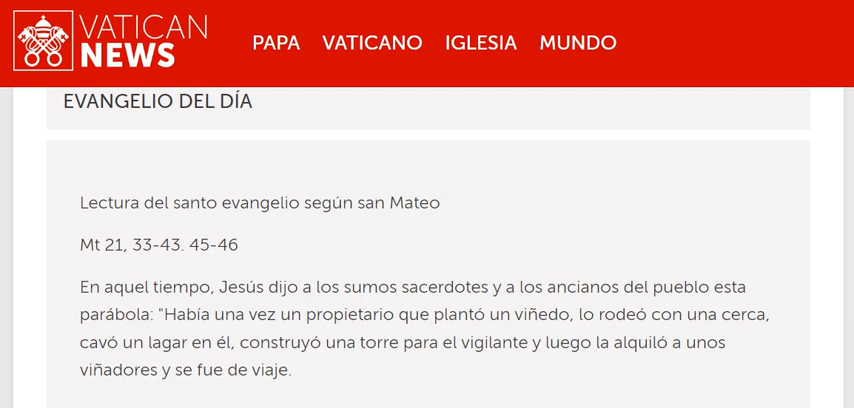 VATICAN
NEWS
PAPA VATICANO IGLESIA MUNDO
EVANGELIO DEL DÍA
Lectura del santo evangelio según san Mateo
Mt 21, 33-43. 45-46
En aquel tiempo, Jesús dijo a los sumos sacerdotes y a los ancianos del pueblo esta
parábola: "Había una vez un propietario que plantó un viñedo, lo rodeó con una cerca,
cavó un lagar en él, construyó una torre para el vigilante y luego la alquiló a unos
viñadores y se fue de viaje.